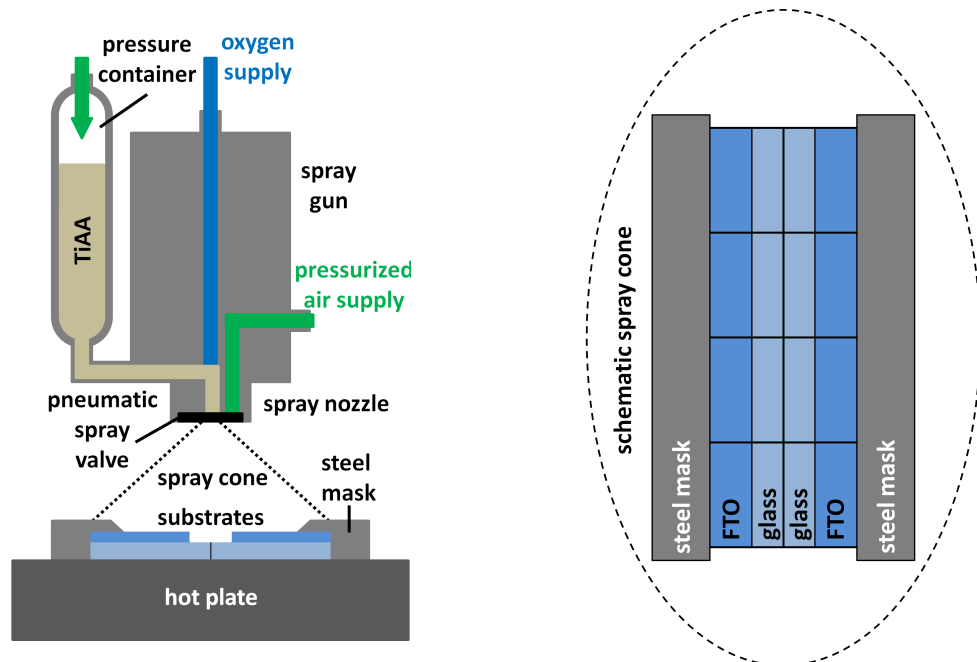 pressure
container
oxygen
supply
TiAA
spray
gun
pressurized
air supply
pneumatic
spray
valve
spray nozzle
spray cone
steel
mask
substrates
hot plate
schematic spray cone
steel mask
FTO
glass
glass
FTO
steel mask